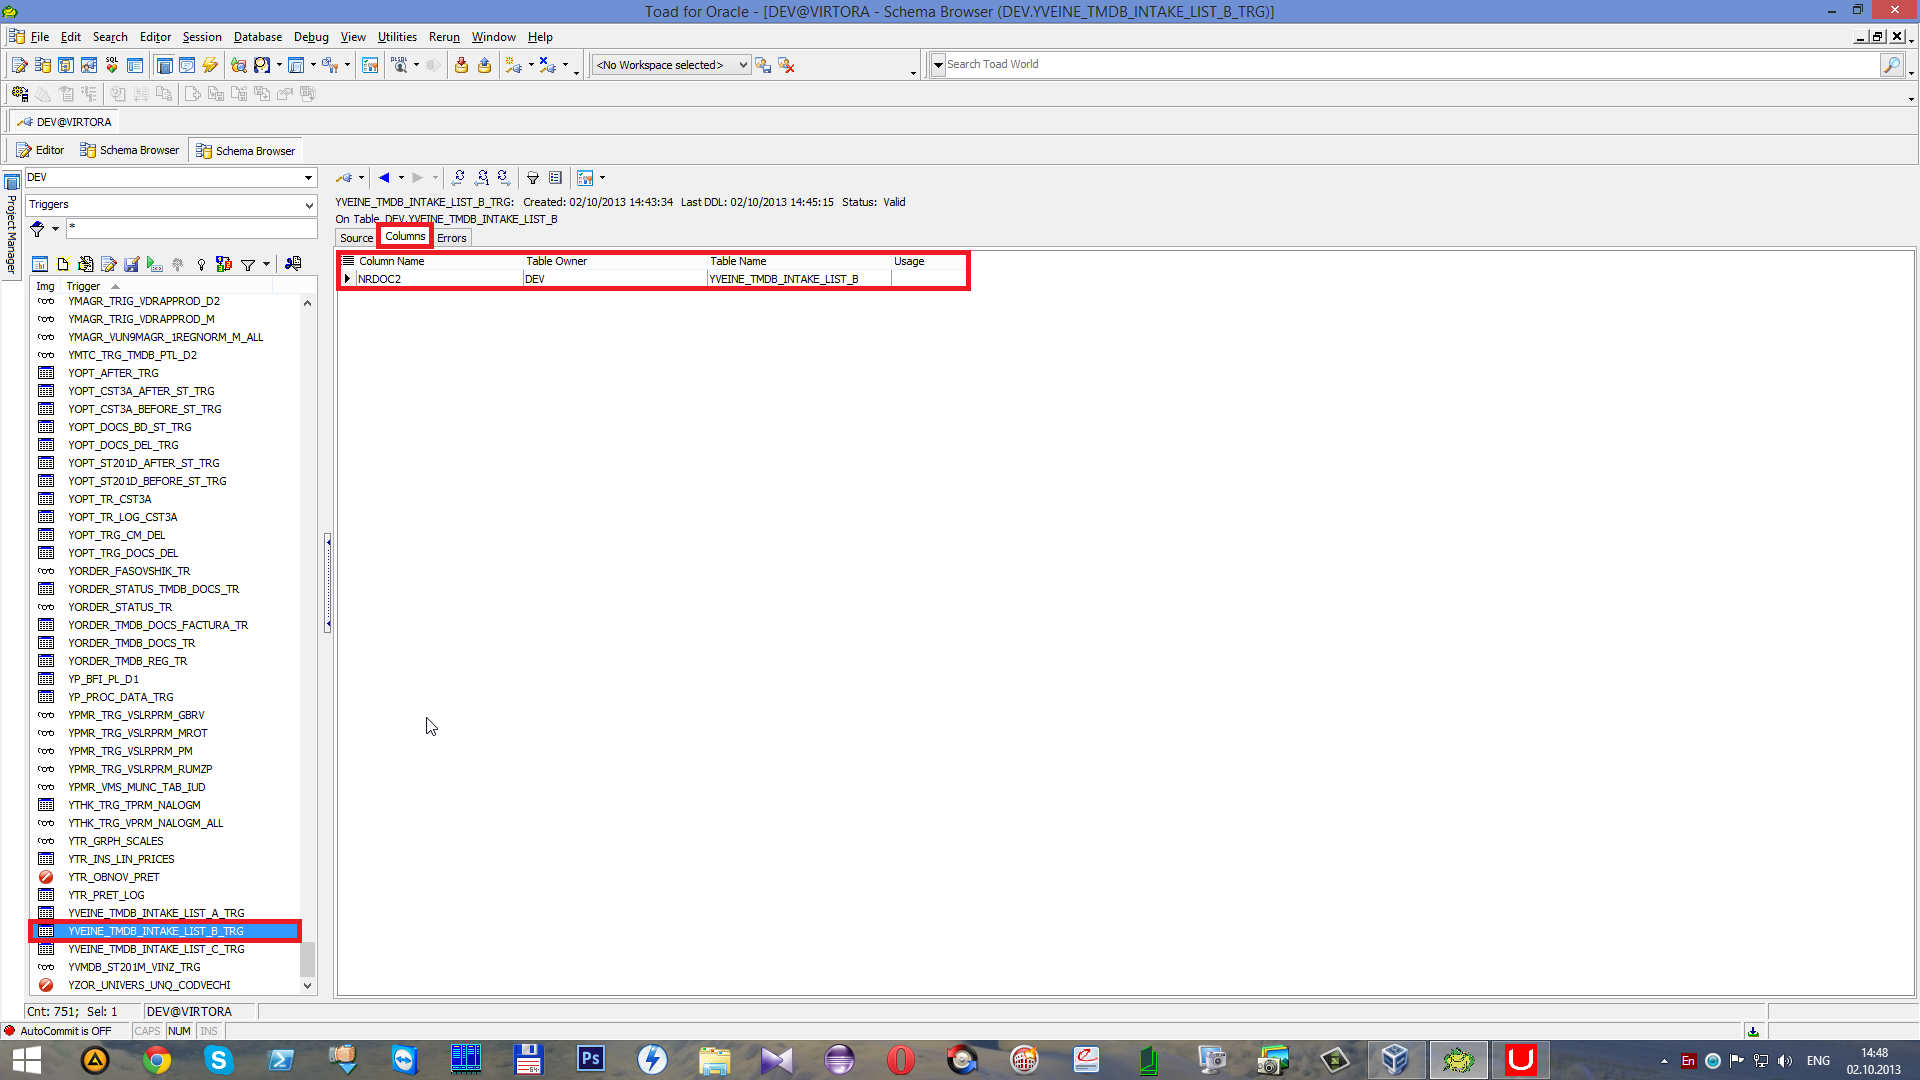 Toad for Oracle - [DEV@VIRTORA - Schema Browser (DEV.YVEINE_TMDB_INTAKE_LIST_B_TRG)]
File Edit Search Editor Session Database Debug View Utilities Rerun Window Help
SQL
<No Workspace selected>
Search Toad World
DEV@VIRTORA
Editor Schema Browser Schema Browser
Project Manager
DEV
Triggers
*
Img Trigger
YMAGR_TRIG_VDRAPPROD_D2
YMAGR_TRIG_VDRAPPROD_M
YMAGR_VUN9MAGR_1REGNORM_M_ALL
YMTC_TRG_TMDB_PTL_D2
YOPT_AFTER_TRG
YOPT_CST3A_AFTER_ST_TRG
YOPT_CST3A_BEFORE_ST_TRG
YOPT_DOCS_BD_ST_TRG
YOPT_DOCS_DEL_TRG
YOPT_ST201D_AFTER_ST_TRG
YOPT_ST201D_BEFORE_ST_TRG
YOPT_TR_CST3A
YOPT_TR_LOG_CST3A
YOPT_TRG_CM_DEL
YOPT_TRG_DOCS_DEL
YORDER_FASOVSHIK_TR
YORDER_STATUS_TMDB_DOCS_TR
YORDER_STATUS_TR
YORDER_TMDB_DOCS_FACTURA_TR
YORDER_TMDB_DOCS_TR
YORDER_TMDB_REG_TR
YP_BFI_PL_D1
YP_PROC_DATA_TRG
YPMR_TRG_VSLRPRM_GBRV
YPMR_TRG_VSLRPRM_MROT
YPMR_TRG_VSLRPRM_PM
YPMR_TRG_VSLRPRM_RUMZP
YPMR_VMS_MUNC_TAB_IUD
YTHK_TRG_TPRM_NALOGM
YTHK_TRG_VPRM_NALOGM_ALL
YTR_GRPH_SCALES
YTR_INS_LIN_PRICES
YTR_OBNOV_PRET
YTR_PRET_LOG
YVEINE_TMDB_INTAKE_LIST_A_TRG
YVEINE_TMDB_INTAKE_LIST_B_TRG
YVEINE_TMDB_INTAKE_LIST_C_TRG
YVMDB_ST201M_VINZ_TRG
YZOR_UNIVERS_UNQ_CODVECHI
YVEINE_TMDB_INTAKE_LIST_B_TRG: Created: 02/10/2013 14:43:34 Last DDL: 02/10/2013 14:45:15 Status: Valid
On Table DEV.YVEINE_TMDB_INTAKE_LIST_B
Source Columns Errors
Column Name Table Owner Table Name Usage
NRDOC2 DEV YVEINE_TMDB_INTAKE_LIST_B
Cnt: 751; Sel: 1 DEV@VIRTORA
AutoCommit is OFF CAPS NUM INS
Ps
64
En
ENG
14:48
02.10.2013